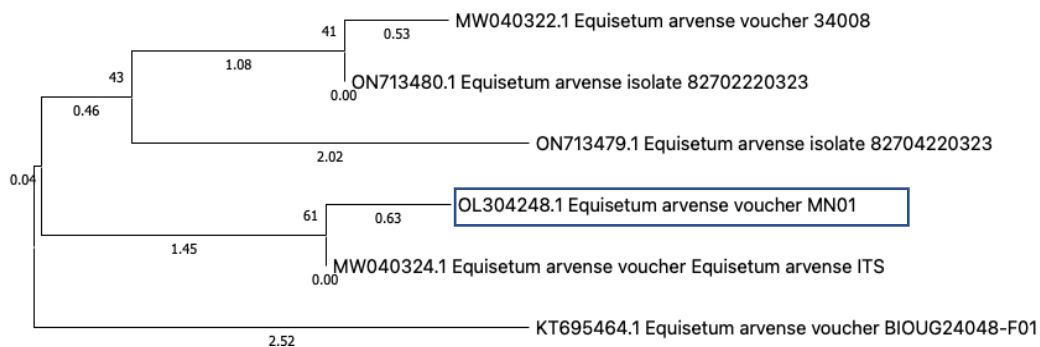 41
MW040322.1 Equisetum arvense voucher 34008
0.53
43
1.08
ON713480.1 Equisetum arvense isolate 82702220323
0.00
0.46
ON713479.1 Equisetum arvense isolate 82704220323
2.02
0.04
OL304248.1 Equisetum arvense voucher MN01
61
0.63
1.45
MW040324.1 Equisetum arvense voucher Equisetum arvense ITS
0.00
KT695464.1 Equisetum arvense voucher BIOUG24048-F01
2.52